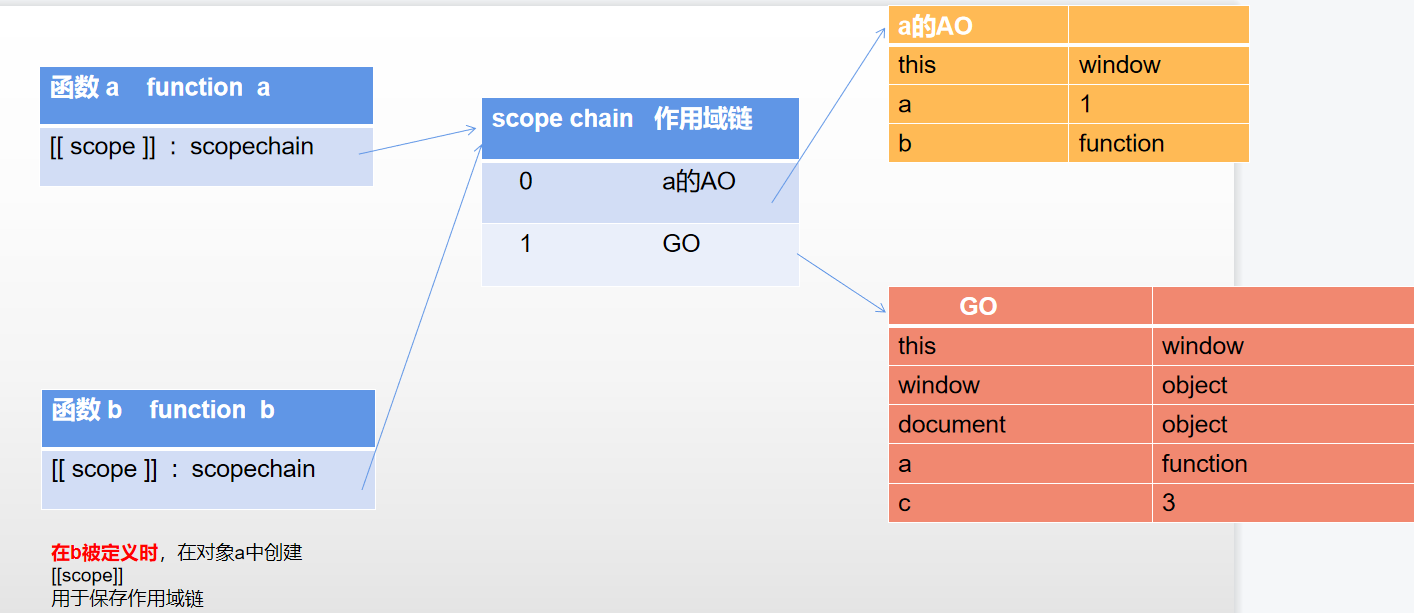 函数 a function a
[[ scope ]] : scopechain
函数 b function b
[[ scope ]] : scopechain
在b被定义时，在对象a中创建
[[scope]]
用于保存作用域链
scope chain 作用域链
0 a的AO
1 GO
a的AO
this window
a 1
b function
GO
this window
window object
document object
a function
c 3